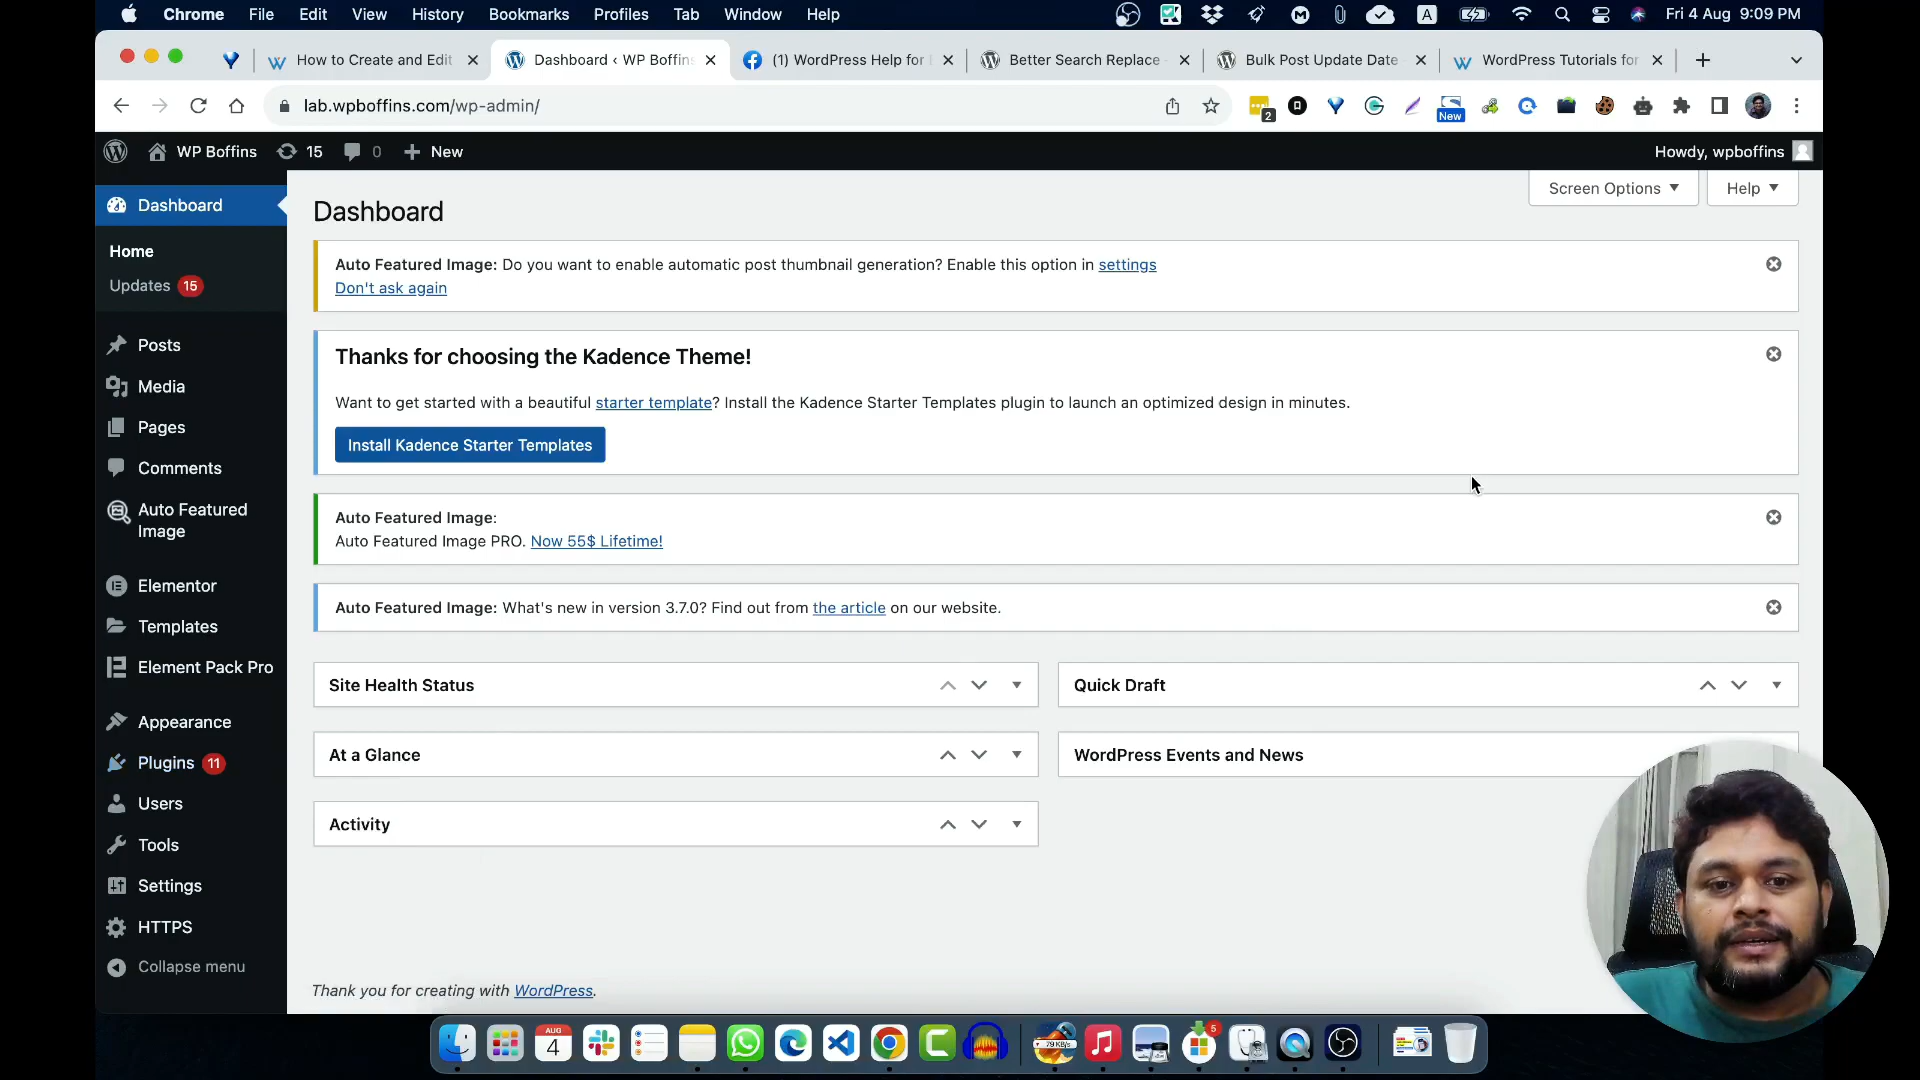 Chrome File Edit View History Bookmarks Profiles Tab Window Help
A
Fri 4 Aug 9:09 PM
How to Create and Edit
Dashboard ‹ WP Boffins
(1) WordPress Help for
Better Search Replace
Bulk Post Update Date
WordPress Tutorials for
lab.wpboffins.com/wp-admin/
2
New
WP Boffins
15
0
New
Howdy, wpboffins
Dashboard
Home
Updates 15
Posts
Media
Pages
Comments
Auto Featured
Image
Elementor
Templates
Element Pack Pro
Appearance
Plugins 11
Users
Tools
Settings
HTTPS
Collapse menu
Screen Options
Help
Dashboard
Auto Featured Image: Do you want to enable automatic post thumbnail generation? Enable this option in settings
Don't ask again
Thanks for choosing the Kadence Theme!
Want to get started with a beautiful starter template? Install the Kadence Starter Templates plugin to launch an optimized design in minutes.
Install Kadence Starter Templates
Auto Featured Image:
Auto Featured Image PRO. Now 55$ Lifetime!
Auto Featured Image: What's new in version 3.7.0? Find out from the article on our website.
Site Health Status
Quick Draft
At a Glance
WordPress Events and News
Activity
Thank you for creating with WordPress.
AUG
4
79 KB/s
5